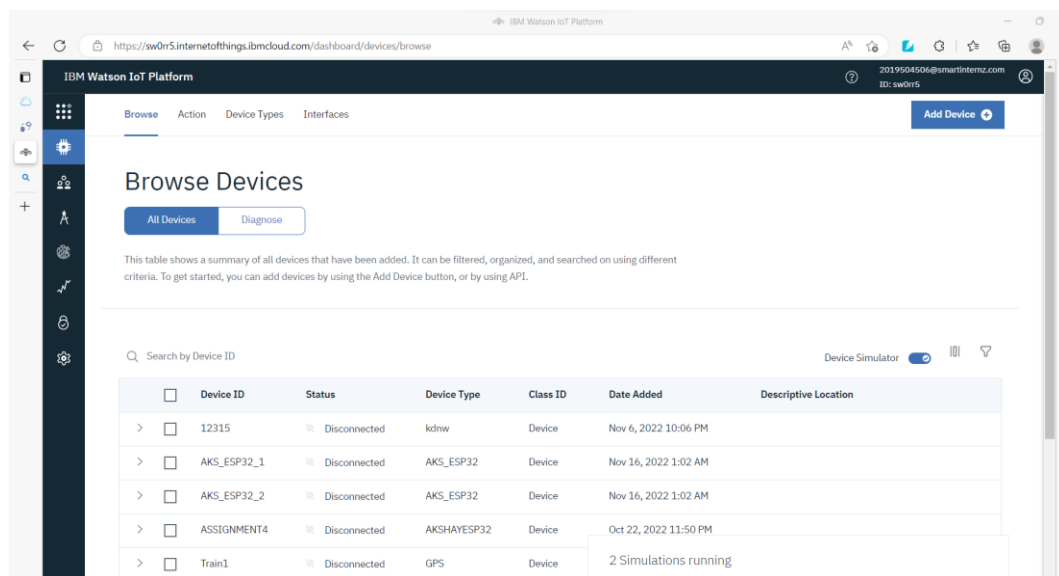 IBM Watson IoT Platform
https://sw0rr5.internetofthings.ibmcloud.com/dashboard/devices/browse
IBM Watson IoT Platform
2019504506@smartinternz.com
ID: sw0rr5
Browse Action Device Types Interfaces
Add Device
Browse Devices
All Devices Diagnose
This table shows a summary of all devices that have been added. It can be filtered, organized, and searched on using different
criteria. To get started, you can add devices by using the Add Device button, or by using API.
Search by Device ID
Device Simulator
Device ID Status Device Type Class ID Date Added Descriptive Location
12315 Disconnected kdnw Device Nov 6, 2022 10:06 PM
AKS_ESP32_1 Disconnected AKS_ESP32 Device Nov 16, 2022 1:02 AM
AKS_ESP32_2 Disconnected AKS_ESP32 Device Nov 16, 2022 1:02 AM
ASSIGNMENT4 Disconnected AKSHAYESP32 Device Oct 22, 2022 11:50 PM
Train1 Disconnected GPS Device
2 Simulations running